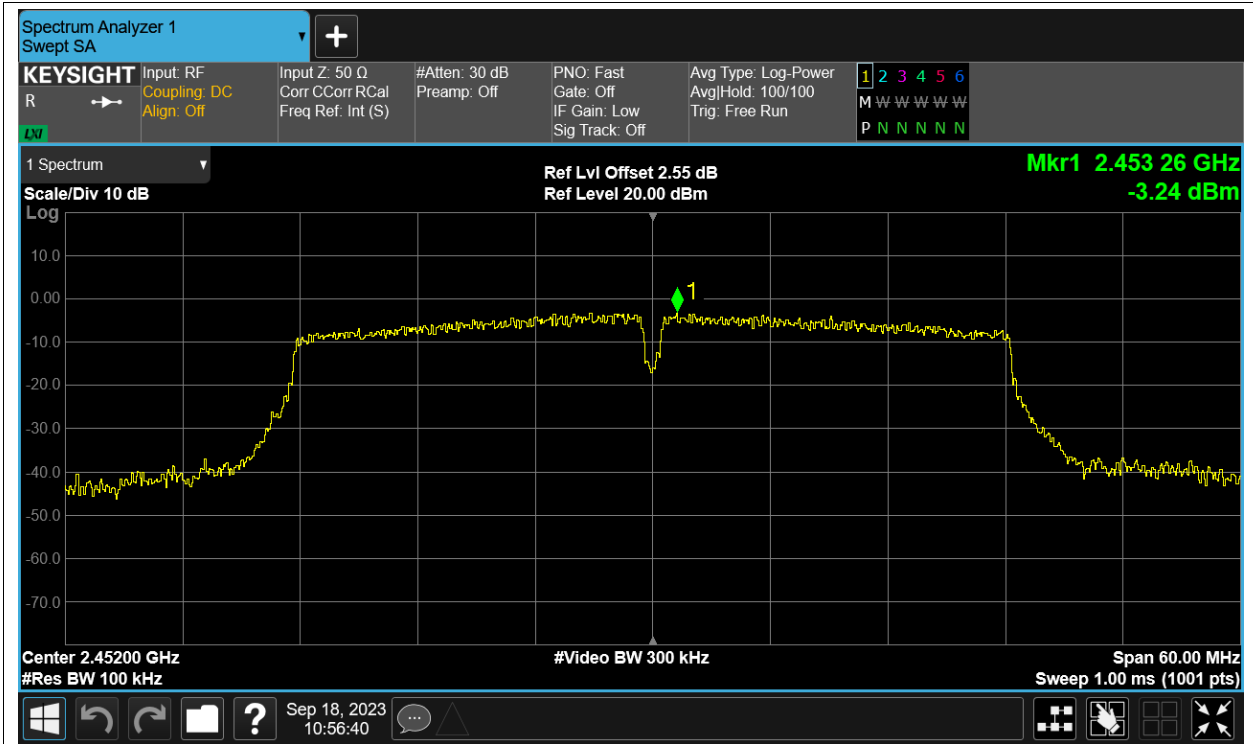 Spectrum Analyzer 1
Swept SA
KEYSIGHT
R
LXI
Input: RF
Coupling: DC
Align: Off
Input Z: 50 Ω
Corr CCorr RCal
Freq Ref: Int (S)
#Atten: 30 dB
Preamp: Off
PNO: Fast
Gate: Off
IF Gain: Low
Sig Track: Off
Avg Type: Log-Power
Avg|Hold: 100/100
Trig: Free Run
1 2 3 4 5 6
M W W W W W
P N N N N N
1 Spectrum
Scale/Div 10 dB
Ref Lvl Offset 2.55 dB
Ref Level 20.00 dBm
Mkr1 2.453 26 GHz
-3.24 dBm
Log
10.0
0.00
1
-10.0
-20.0
-30.0
-40.0
-50.0
-60.0
-70.0
Center 2.45200 GHz
#Video BW 300 kHz
Span 60.00 MHz
#Res BW 100 kHz
Sweep 1.00 ms (1001 pts)
?
Sep 18, 2023
10:56:40